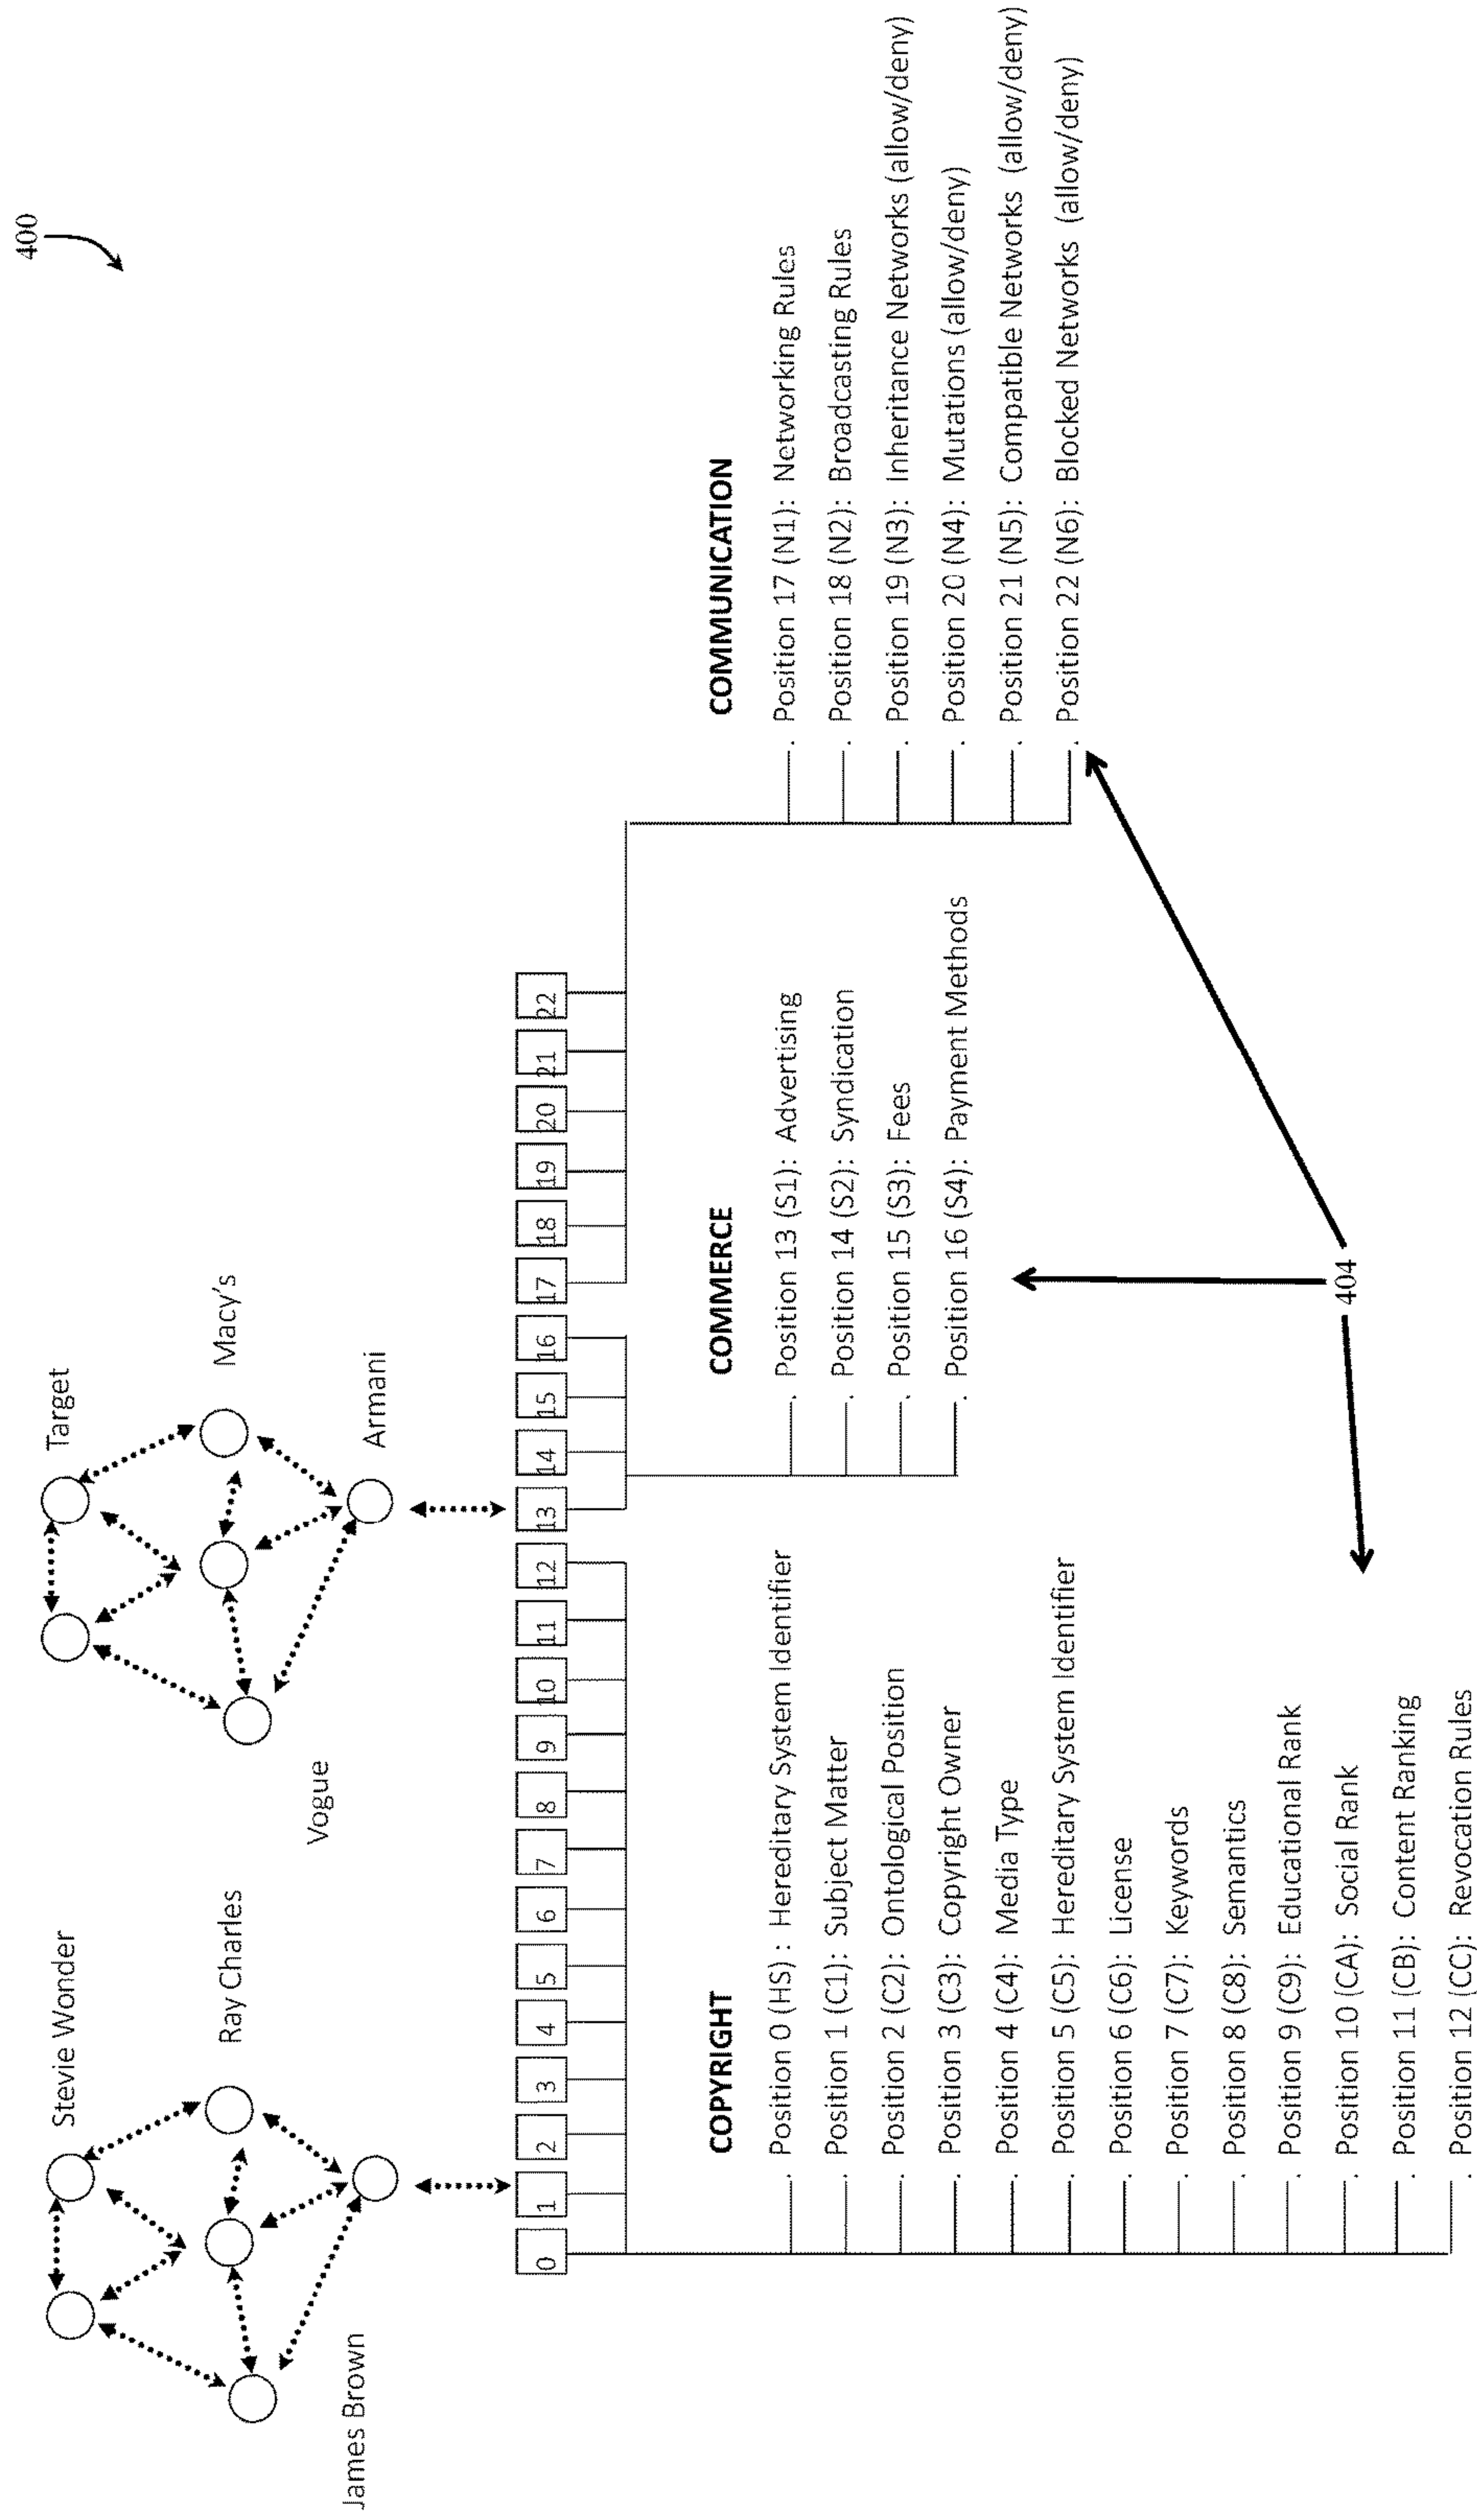 400
Stevie Wonder
Ray Charles
James Brown
Target
Macy's
Armani
Vogue
0 1 2 3 4 5 6 7 8 9 10 11 12 13 14 15 16 17 18 19 20 21 22
COPYRIGHT
. Position 0 (HS) : Hereditary System Identifier
. Position 1 (C1): Subject Matter
. Position 2 (C2): Ontological Position
. Position 3 (C3): Copyright Owner
. Position 4 (C4): Media Type
. Position 5 (C5): Hereditary System Identifier
. Position 6 (C6): License
. Position 7 (C7): Keywords
. Position 8 (C8): Semantics
. Position 9 (C9): Educational Rank
. Position 10 (CA): Social Rank
. Position 11 (CB): Content Ranking
. Position 12 (CC): Revocation Rules
COMMERCE
. Position 13 (S1): Advertising
. Position 14 (S2): Syndication
. Position 15 (S3): Fees
. Position 16 (S4): Payment Methods
COMMUNICATION
. Position 17 (N1): Networking Rules
. Position 18 (N2): Broadcasting Rules
. Position 19 (N3): Inheritance Networks (allow/deny)
. Position 20 (N4): Mutations (allow/deny)
. Position 21 (N5): Compatible Networks (allow/deny)
. Position 22 (N6): Blocked Networks (allow/deny)
404